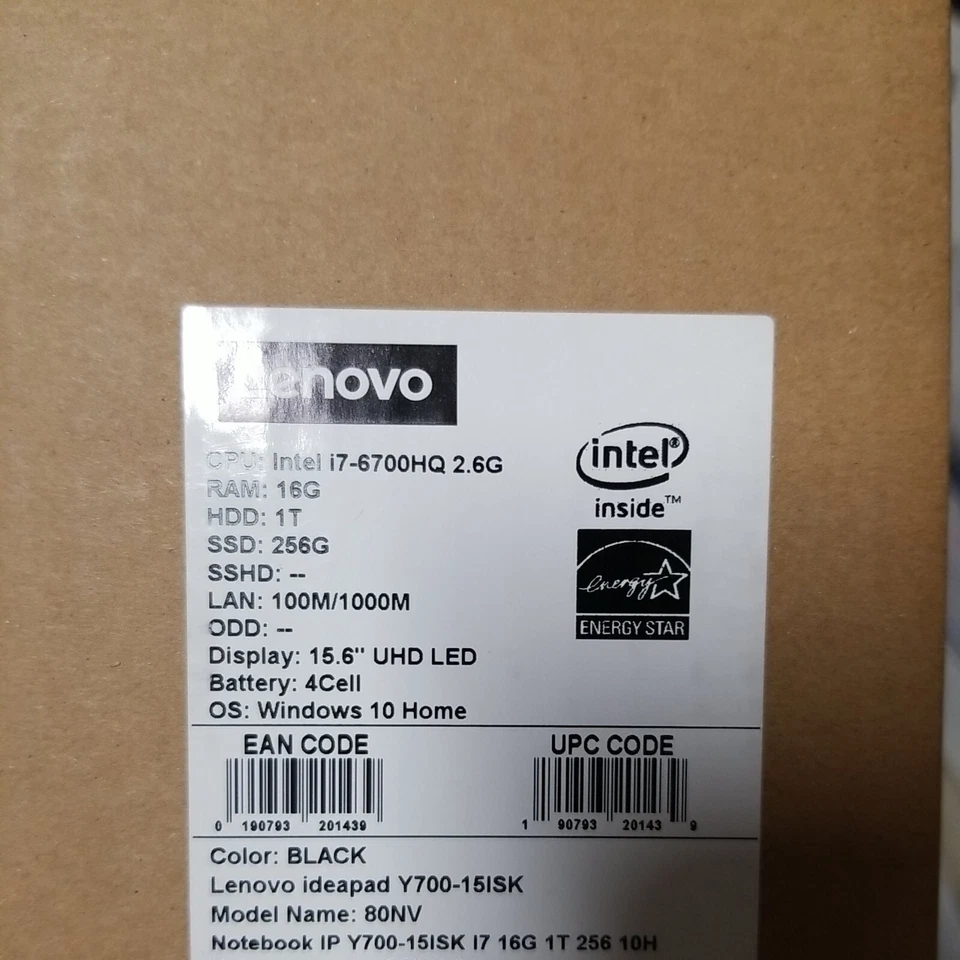 Lenovo
CPU: Intel i7-6700HQ 2.6G
RAM: 16G
HDD: 1T
SSD: 256G
SSHD: --
LAN: 100M/1000M
ODD: --
Display: 15.6" UHD LED
Battery: 4Cell
OS: Windows 10 Home
intel®
inside™
energy
ENERGY STAR
EAN CODE
0 190793 201439
UPC CODE
1 90793 20143 9
Color: BLACK
Lenovo ideapad Y700-15ISK
Model Name: 80NV
Notebook IP Y700-15ISK I7 16G 1T 256 10H